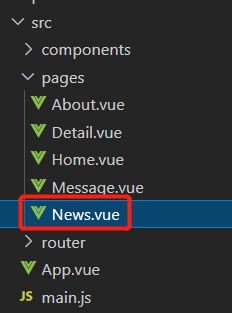 src
components
pages
About.vue
Detail.vue
Home.vue
Message.vue
News.vue
router
App.vue
JS main.js